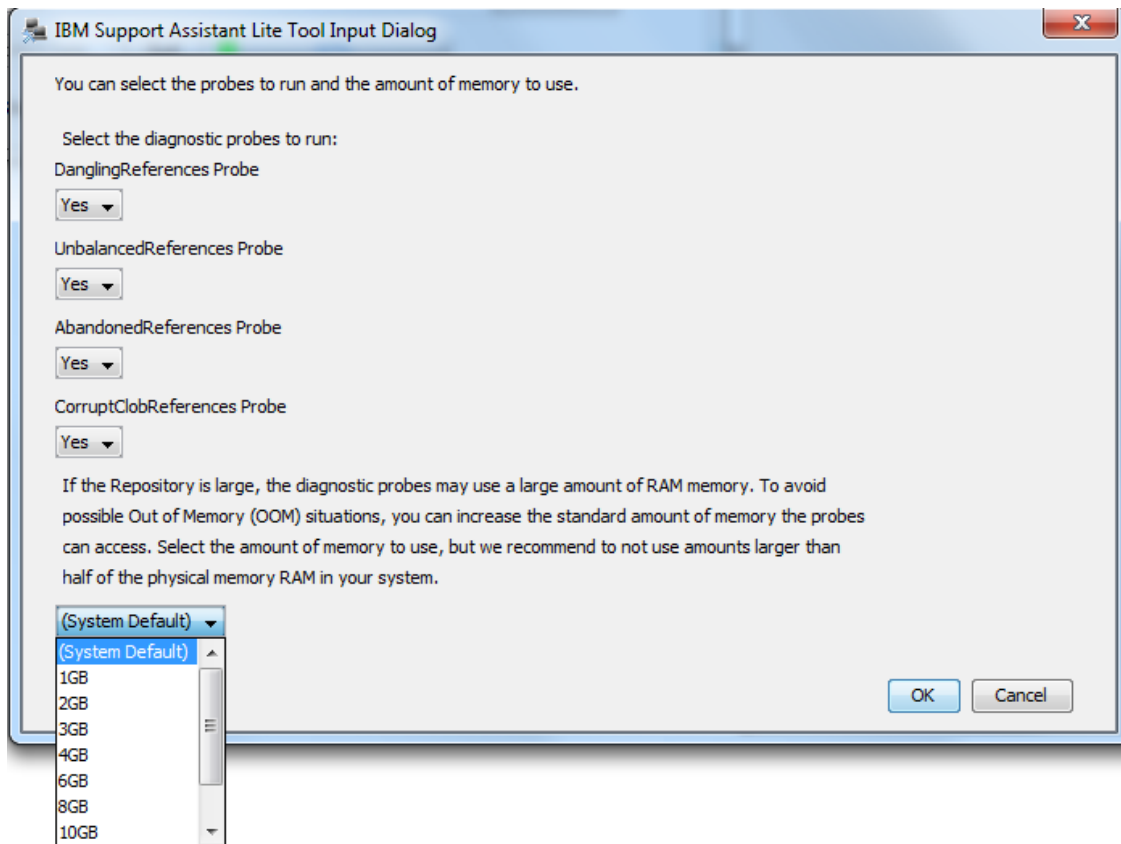 IBM Support Assistant Lite Tool Input Dialog
You can select the probes to run and the amount of memory to use.
Select the diagnostic probes to run:
DanglingReferences Probe
Yes
UnbalancedReferences Probe
Yes
AbandonedReferences Probe
Yes
CorruptClobReferences Probe
Yes
If the Repository is large, the diagnostic probes may use a large amount of RAM memory. To avoid
possible Out of Memory (OOM) situations, you can increase the standard amount of memory the probes
can access. Select the amount of memory to use, but we recommend to not use amounts larger than
half of the physical memory RAM in your system.
(System Default)
(System Default)
1GB
2GB
3GB
4GB
6GB
8GB
10GB
OK Cancel